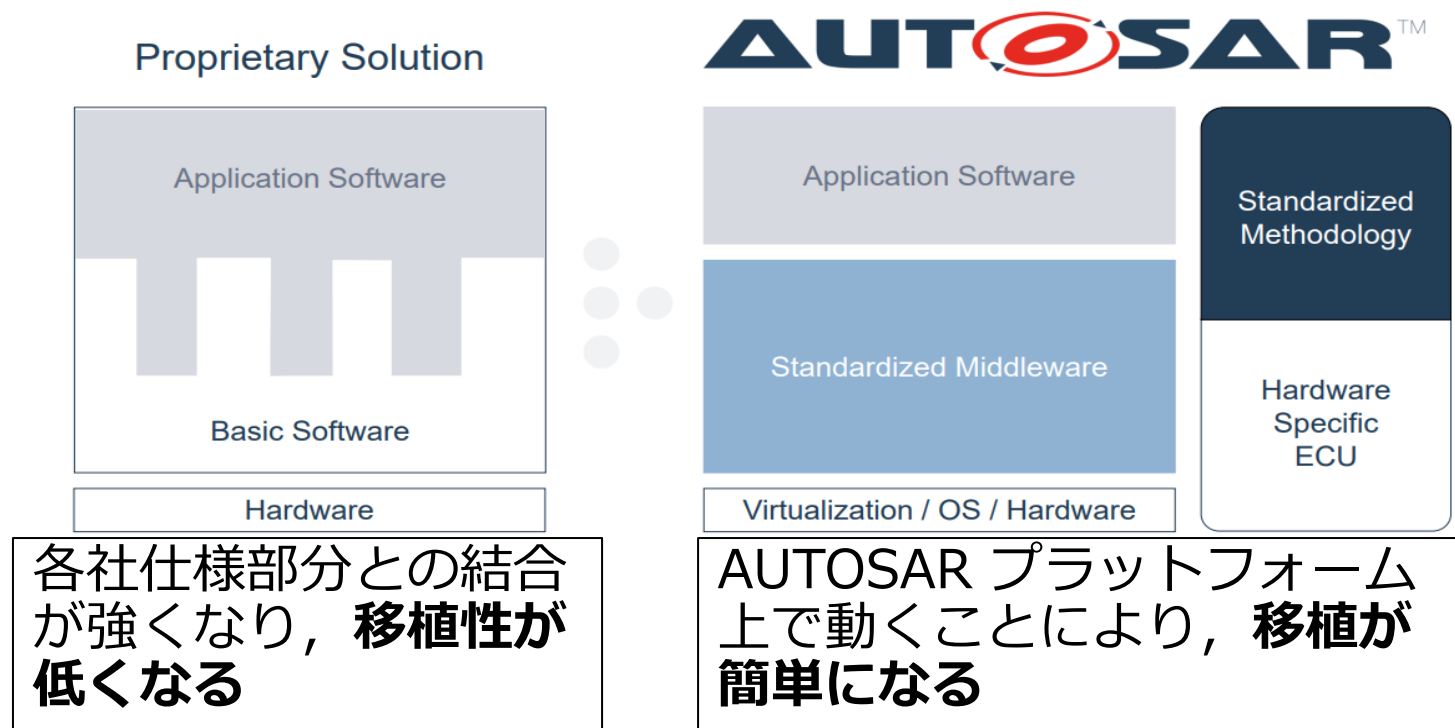 Proprietary Solution
Application Software
Basic Software
Hardware
各社仕様部分との結合
が強くなり，移植性が
低くなる
AUTOSAR™
Application Software
Standardized Middleware
Virtualization / OS / Hardware
Standardized
Methodology
Hardware
Specific
ECU
AUTOSAR プラットフォーム
上で動くことにより，移植が
簡単になる